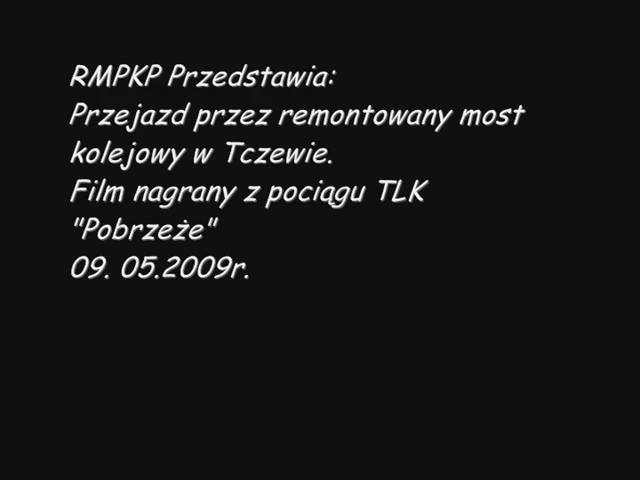 RMPKP Przedstawia:
Przejazd przez remontowany most
kolejowy w Tczewie.
Film nagrany z pociągu TLK
"Pobrzeże"
09. 05.2009r.